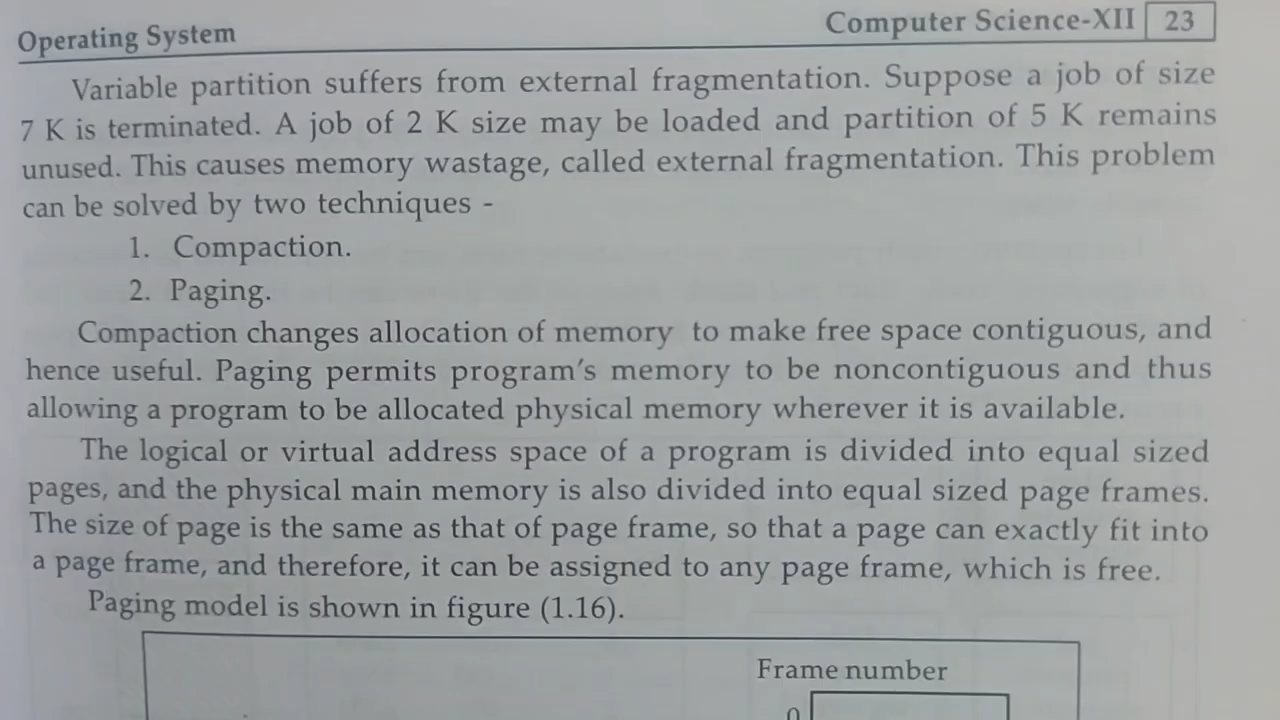 Operating System
Computer Science-XII 23
Variable partition suffers from external fragmentation. Suppose a job of size
7 K is terminated. A job of 2 K size may be loaded and partition of 5 K remains
unused. This causes memory wastage, called external fragmentation. This problem
can be solved by two techniques -
1. Compaction.
2. Paging.
Compaction changes allocation of memory to make free space contiguous, and
hence useful. Paging permits program's memory to be noncontiguous and thus
allowing a program to be allocated physical memory wherever it is available.
The logical or virtual address space of a program is divided into equal sized
pages, and the physical main memory is also divided into equal sized page frames.
The size of page is the same as that of page frame, so that a page can exactly fit into
a page frame, and therefore, it can be assigned to any page frame, which is free.
Paging model is shown in figure (1.16).
Frame number
0